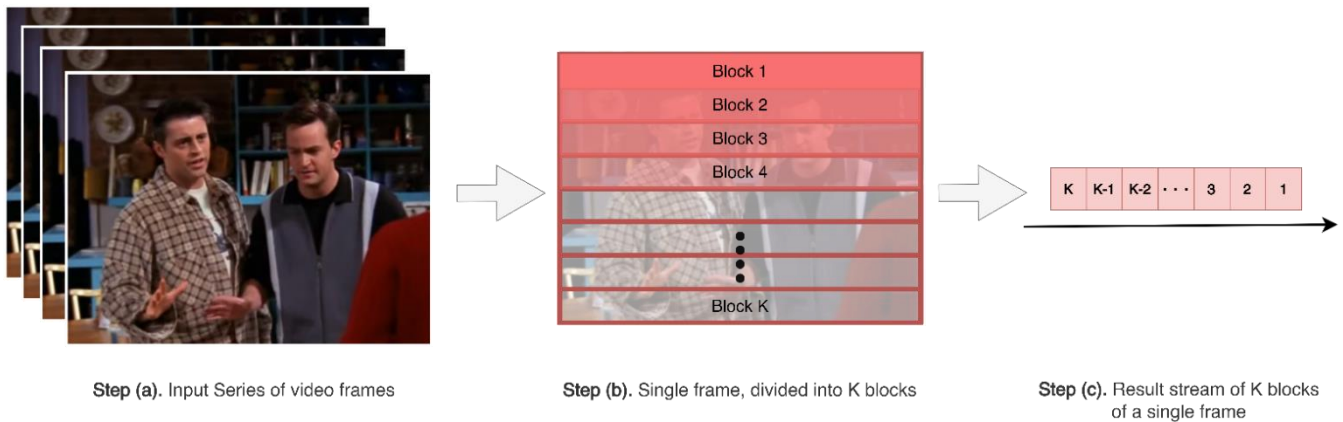 Block 1
Block 2
Block 3
Block 4
Block K
K K-1 K-2 · · · 3 2 1
Step (a). Input Series of video frames
Step (b). Single frame, divided into K blocks
Step (c). Result stream of K blocks
of a single frame